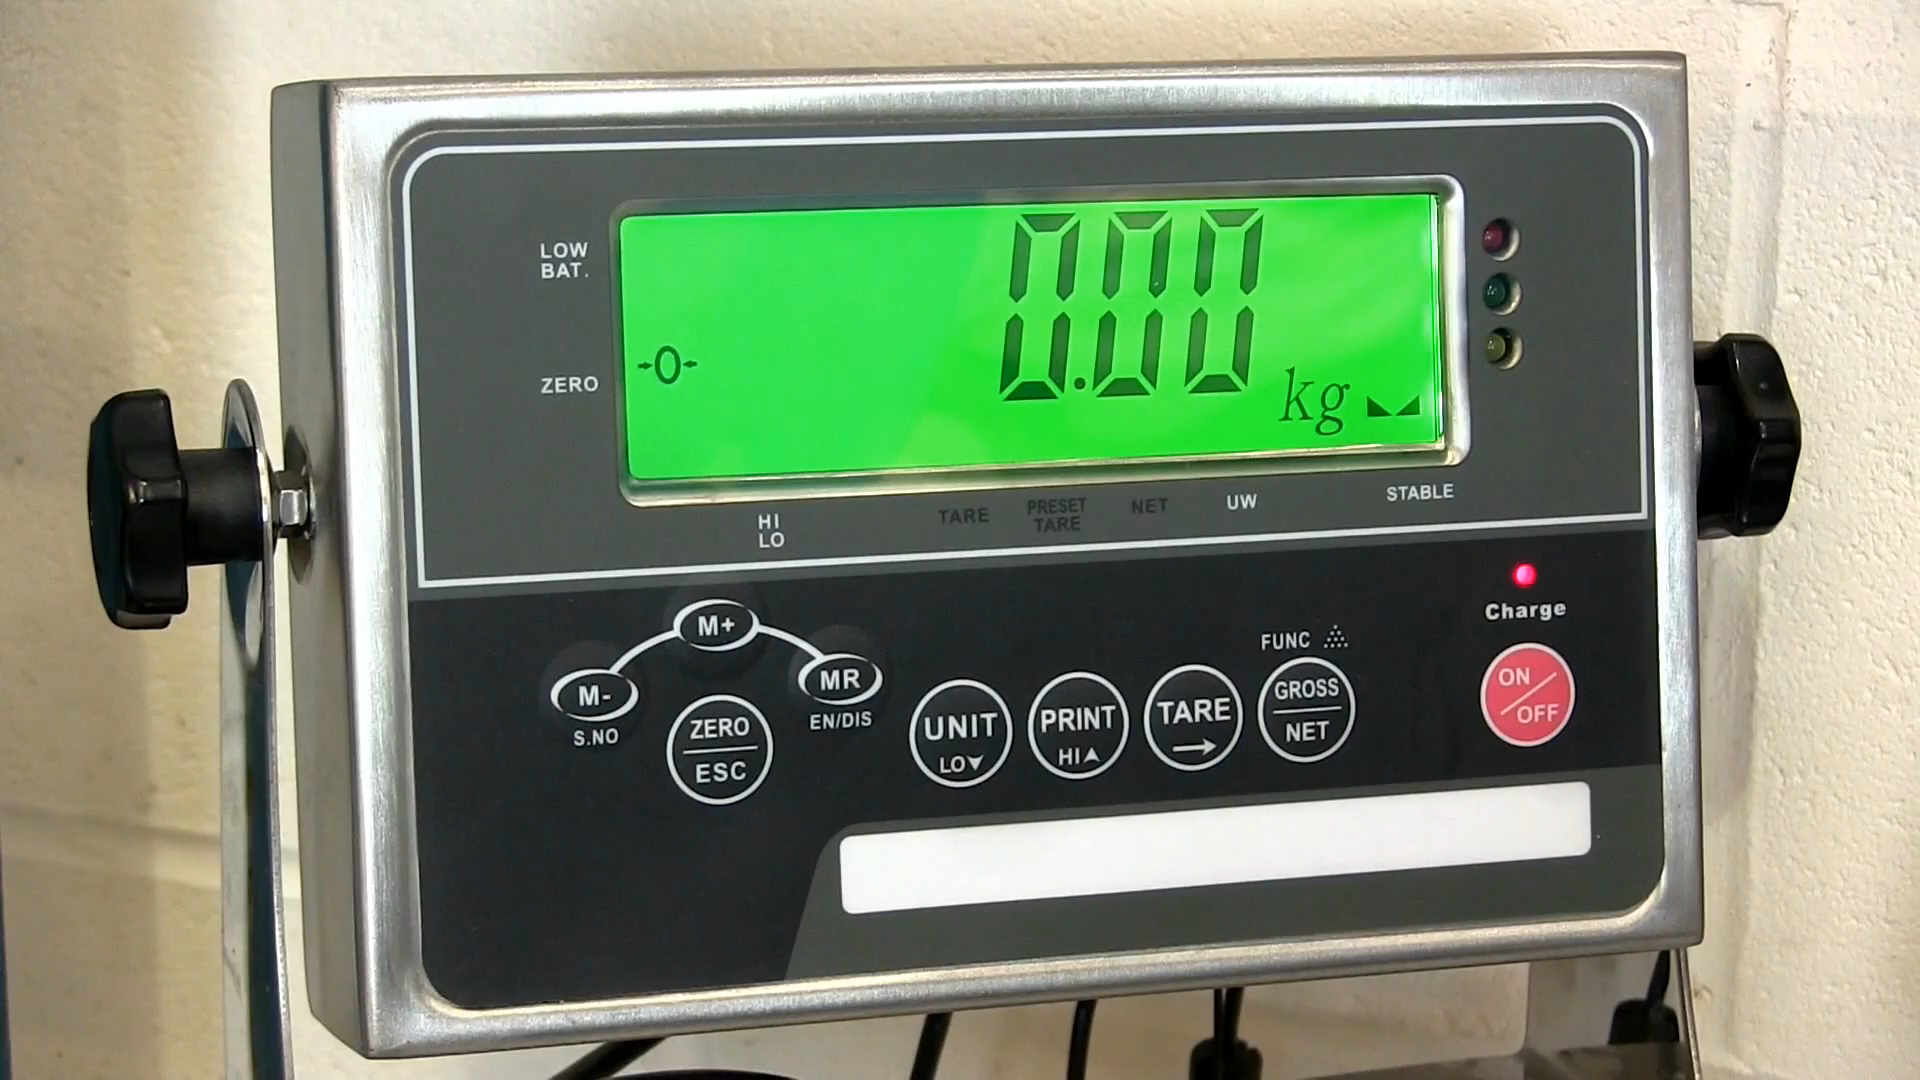 LOW
BAT.
0.00
ZERO
→0←
kg
HI
LO
TARE
PRESET
TARE
NET
UW
STABLE
Charge
M+
M-
S.NO
MR
EN/DIS
ZERO
ESC
UNIT
LO▼
PRINT
HI▲
TARE
→
FUNC
GROSS
NET
ON
OFF